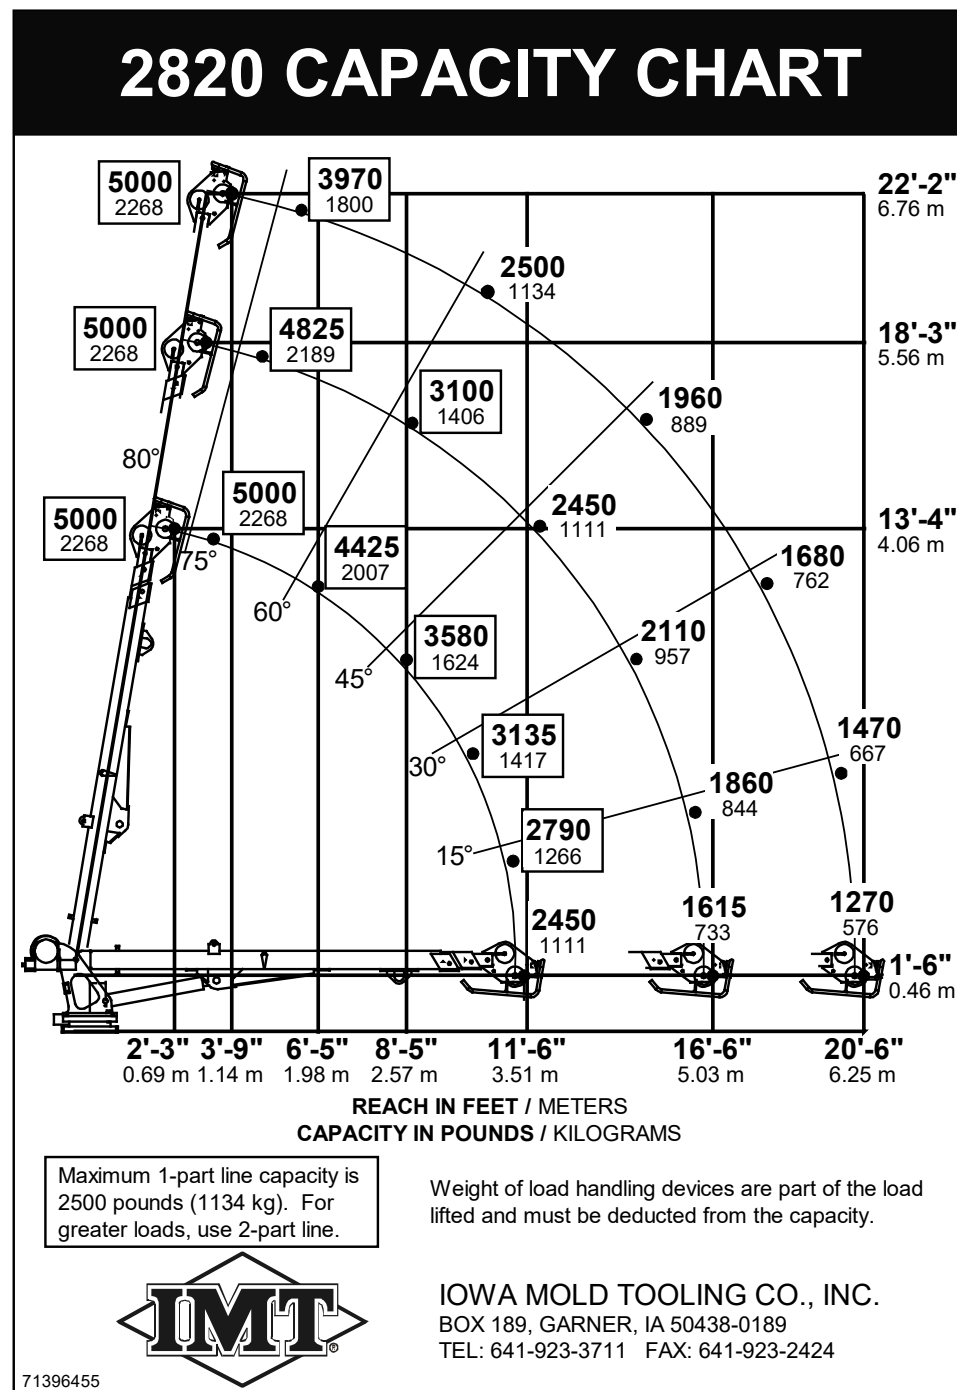 2820 CAPACITY CHART
5000
2268
3970
1800
22'-2"
6.76 m
2500
1134
5000
2268
4825
2189
18'-3"
5.56 m
3100
1406
1960
889
80°
5000
2268
5000
2268
2450
1111
13'-4"
4.06 m
75°
4425
2007
1680
762
60°
3580
1624
2110
957
45°
3135
1417
30°
1470
667
1860
844
2790
1266
15°
2450
1111
1615
733
1270
576
1'-6"
0.46 m
2'-3" 3'-9" 6'-5" 8'-5" 11'-6" 16'-6" 20'-6"
0.69 m 1.14 m 1.98 m 2.57 m 3.51 m 5.03 m 6.25 m
REACH IN FEET / METERS
CAPACITY IN POUNDS / KILOGRAMS
Maximum 1-part line capacity is
2500 pounds (1134 kg). For
greater loads, use 2-part line.
Weight of load handling devices are part of the load
lifted and must be deducted from the capacity.
IMT®
IOWA MOLD TOOLING CO., INC.
BOX 189, GARNER, IA 50438-0189
TEL: 641-923-3711 FAX: 641-923-2424
71396455